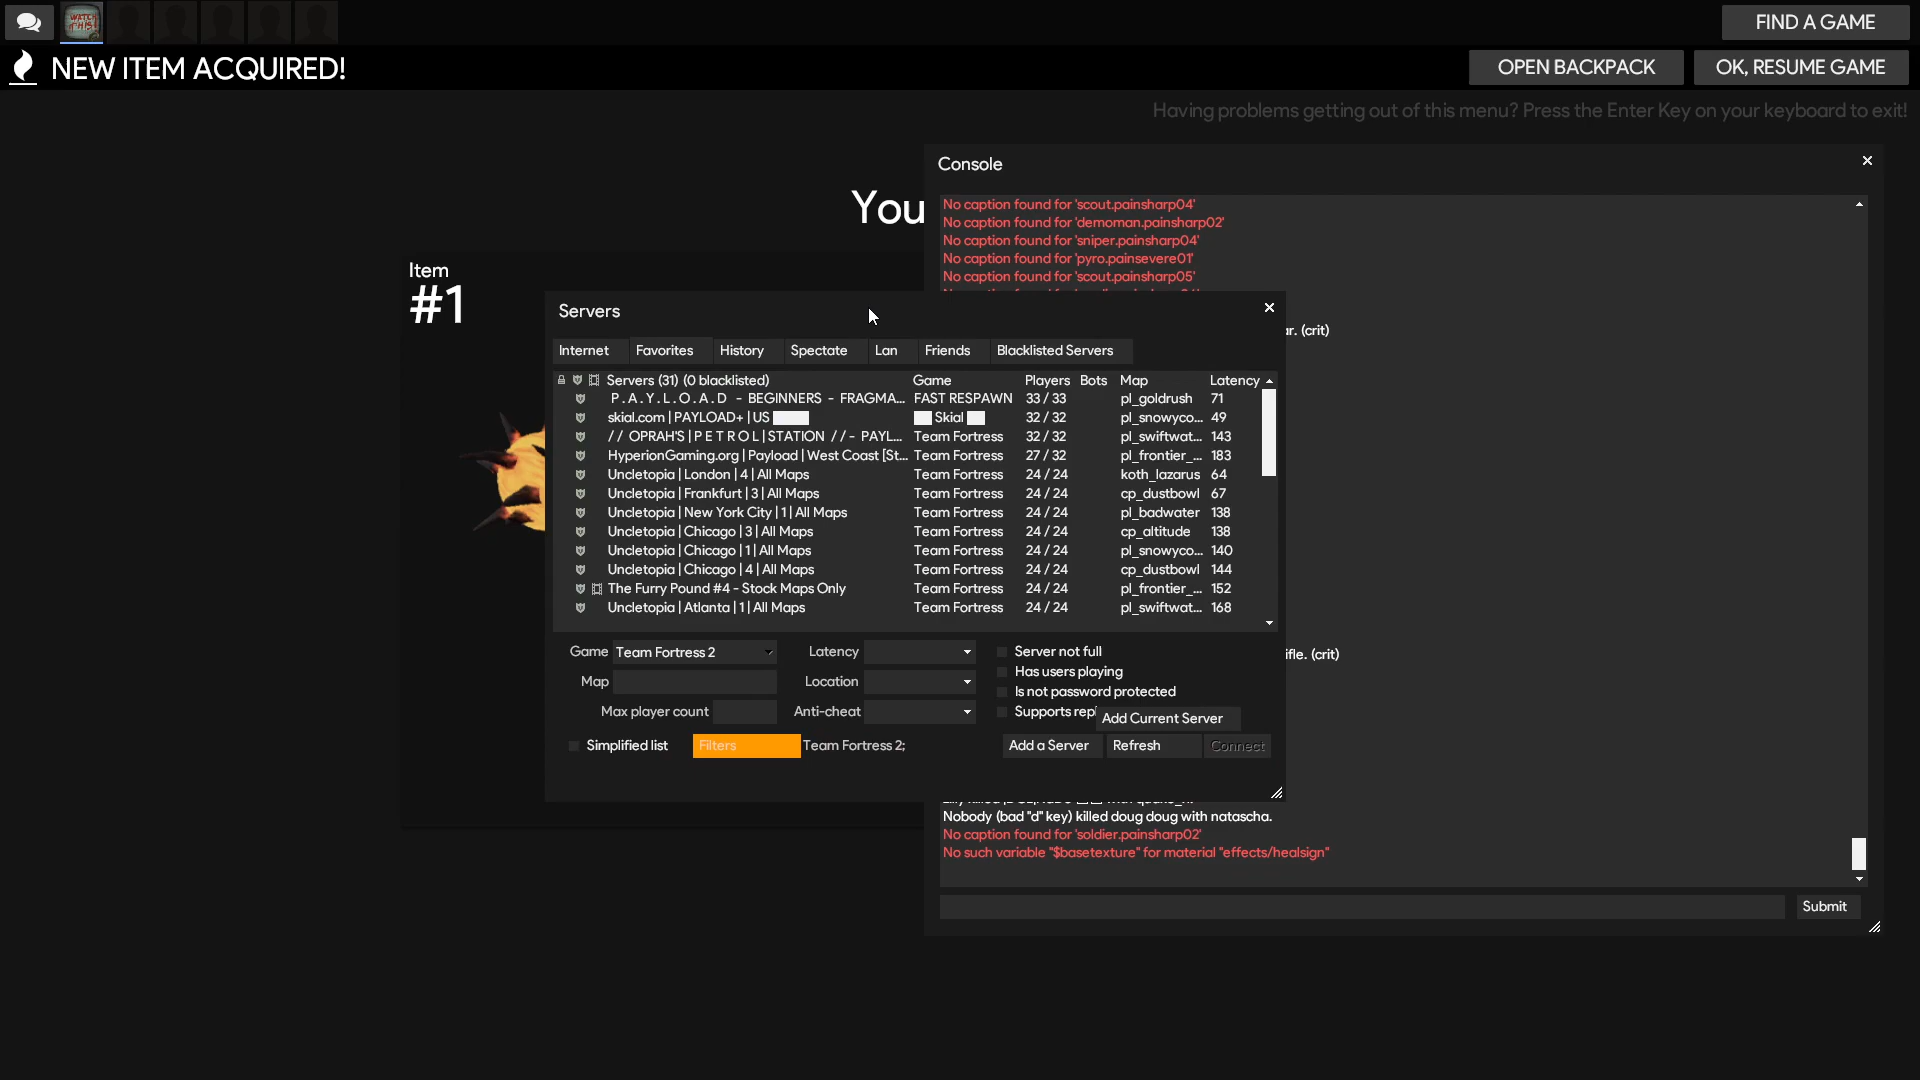 WATCH THIS!
FIND A GAME
NEW ITEM ACQUIRED!
OPEN BACKPACK
OK, RESUME GAME
Having problems getting out of this menu? Press the Enter Key on your keyboard to exit!
You
Item
#1
Console
No caption found for 'scout.painsharp04'
No caption found for 'demoman.painsharp02'
No caption found for 'sniper.painsharp04'
No caption found for 'pyro.painsevere01'
No caption found for 'scout.painsharp05'
(crit)
(crit)
Servers
Internet Favorites History Spectate Lan Friends Blacklisted Servers
Servers (31) (0 blacklisted) Game Players Bots Map Latency
P.A.Y.L.O.A.D - BEGINNERS - FRAGMA... FAST RESPAWN 33 / 33 pl_goldrush 71
skial.com | PAYLOAD+ | US Skial 32 / 32 pl_snowyco... 49
// OPRAH'S | P E T R O L | STATION //- PAYL... Team Fortress 32 / 32 pl_swiftwat... 143
HyperionGaming.org | Payload | West Coast [St... Team Fortress 27 / 32 pl_frontier_... 183
Uncletopia | London | 4 | All Maps Team Fortress 24 / 24 koth_lazarus 64
Uncletopia | Frankfurt | 3 | All Maps Team Fortress 24 / 24 cp_dustbowl 67
Uncletopia | New York City | 1 | All Maps Team Fortress 24 / 24 pl_badwater 138
Uncletopia | Chicago | 3 | All Maps Team Fortress 24 / 24 cp_altitude 138
Uncletopia | Chicago | 1 | All Maps Team Fortress 24 / 24 pl_snowyco... 140
Uncletopia | Chicago | 4 | All Maps Team Fortress 24 / 24 cp_dustbowl 144
The Furry Pound #4 - Stock Maps Only Team Fortress 24 / 24 pl_frontier_... 152
Uncletopia | Atlanta | 1 | All Maps Team Fortress 24 / 24 pl_swiftwat... 168
Game Team Fortress 2 Latency Server not full
Has users playing
Map Location Is not password protected
Max player count Anti-cheat Supports repl
Add Current Server
Simplified list Filters Team Fortress 2; Add a Server Refresh Connect
Nobody (bad "d" key) killed doug doug with natascha.
No caption found for 'soldier.painsharp02'
No such variable "$basetexture" for material "effects/healsign"
Submit